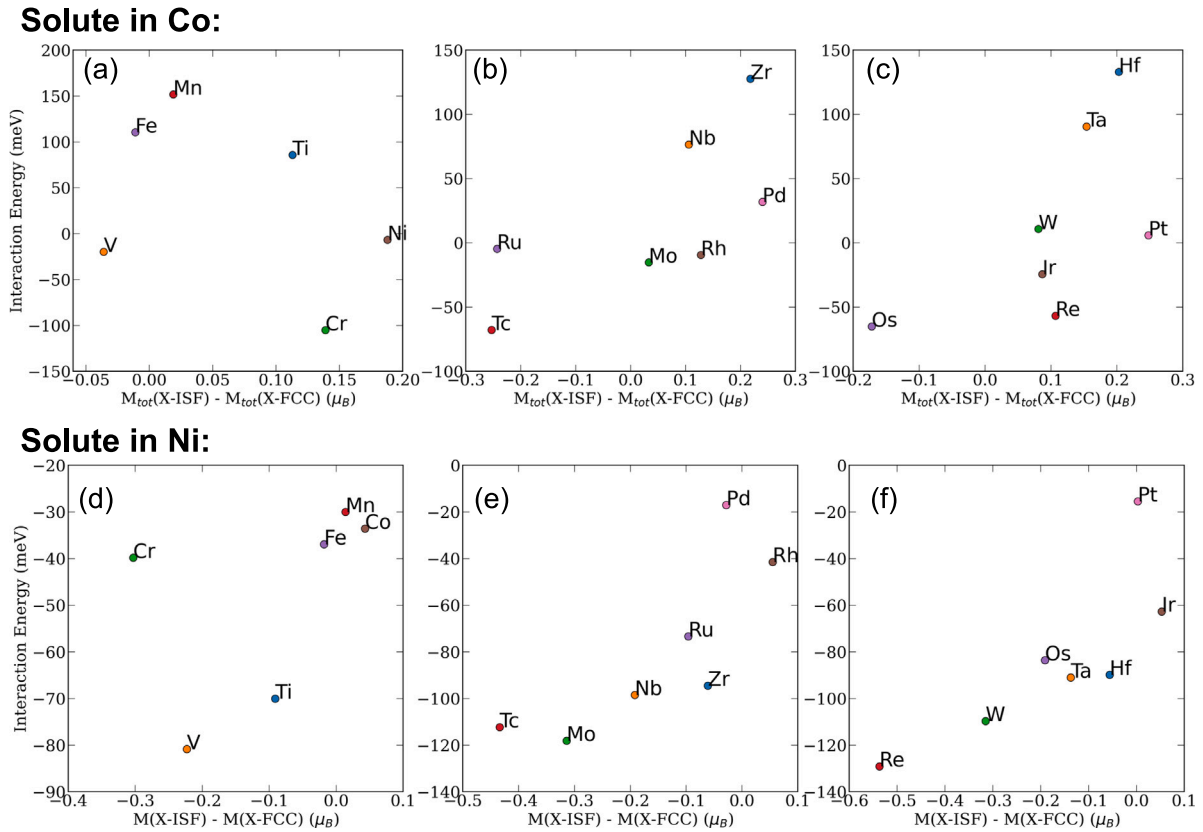 Solute in Co:
(a)
200
150
100
50
0
−50
−100
−150
Interaction Energy (meV)
Mn
Fe
Ti
V
Ni
Cr
−0.05 0.00 0.05 0.10 0.15 0.20
M_tot(X-ISF) - M_tot(X-FCC) (μ_B)
(b)
150
100
50
0
−50
−100
Zr
Nb
Pd
Ru
Mo
Rh
Tc
−0.3 −0.2 −0.1 0.0 0.1 0.2 0.3
M_tot(X-ISF) - M_tot(X-FCC) (μ_B)
(c)
150
100
50
0
−50
−100
Hf
Ta
W
Pt
Ir
Re
Os
−0.2 −0.1 0.0 0.1 0.2 0.3
M_tot(X-ISF) - M_tot(X-FCC) (μ_B)
Solute in Ni:
(d)
−20
−30
−40
−50
−60
−70
−80
−90
Interaction Energy (meV)
Mn
Co
Fe
Cr
Ti
V
−0.4 −0.3 −0.2 −0.1 0.0 0.1
M(X-ISF) - M(X-FCC) (μ_B)
(e)
0
−20
−40
−60
−80
−100
−120
−140
Pd
Rh
Ru
Zr
Nb
Tc
Mo
−0.5 −0.4 −0.3 −0.2 −0.1 0.0 0.1
M(X-ISF) - M(X-FCC) (μ_B)
(f)
0
−20
−40
−60
−80
−100
−120
−140
Pt
Ir
Os
Ta
Hf
W
Re
−0.6 −0.5 −0.4 −0.3 −0.2 −0.1 0.0 0.1
M(X-ISF) - M(X-FCC) (μ_B)